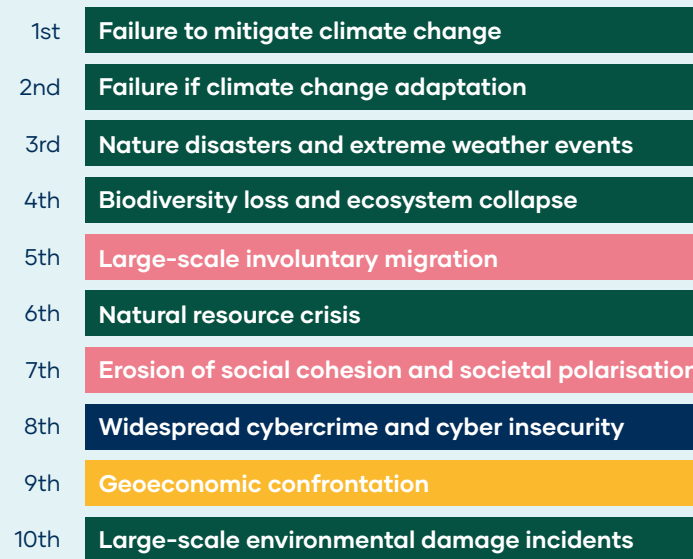 1st Failure to mitigate climate change
2nd Failure if climate change adaptation
3rd Nature disasters and extreme weather events
4th Biodiversity loss and ecosystem collapse
5th Large-scale involuntary migration
6th Natural resource crisis
7th Erosion of social cohesion and societal polarisation
8th Widespread cybercrime and cyber insecurity
9th Geoeconomic confrontation
10th Large-scale environmental damage incidents